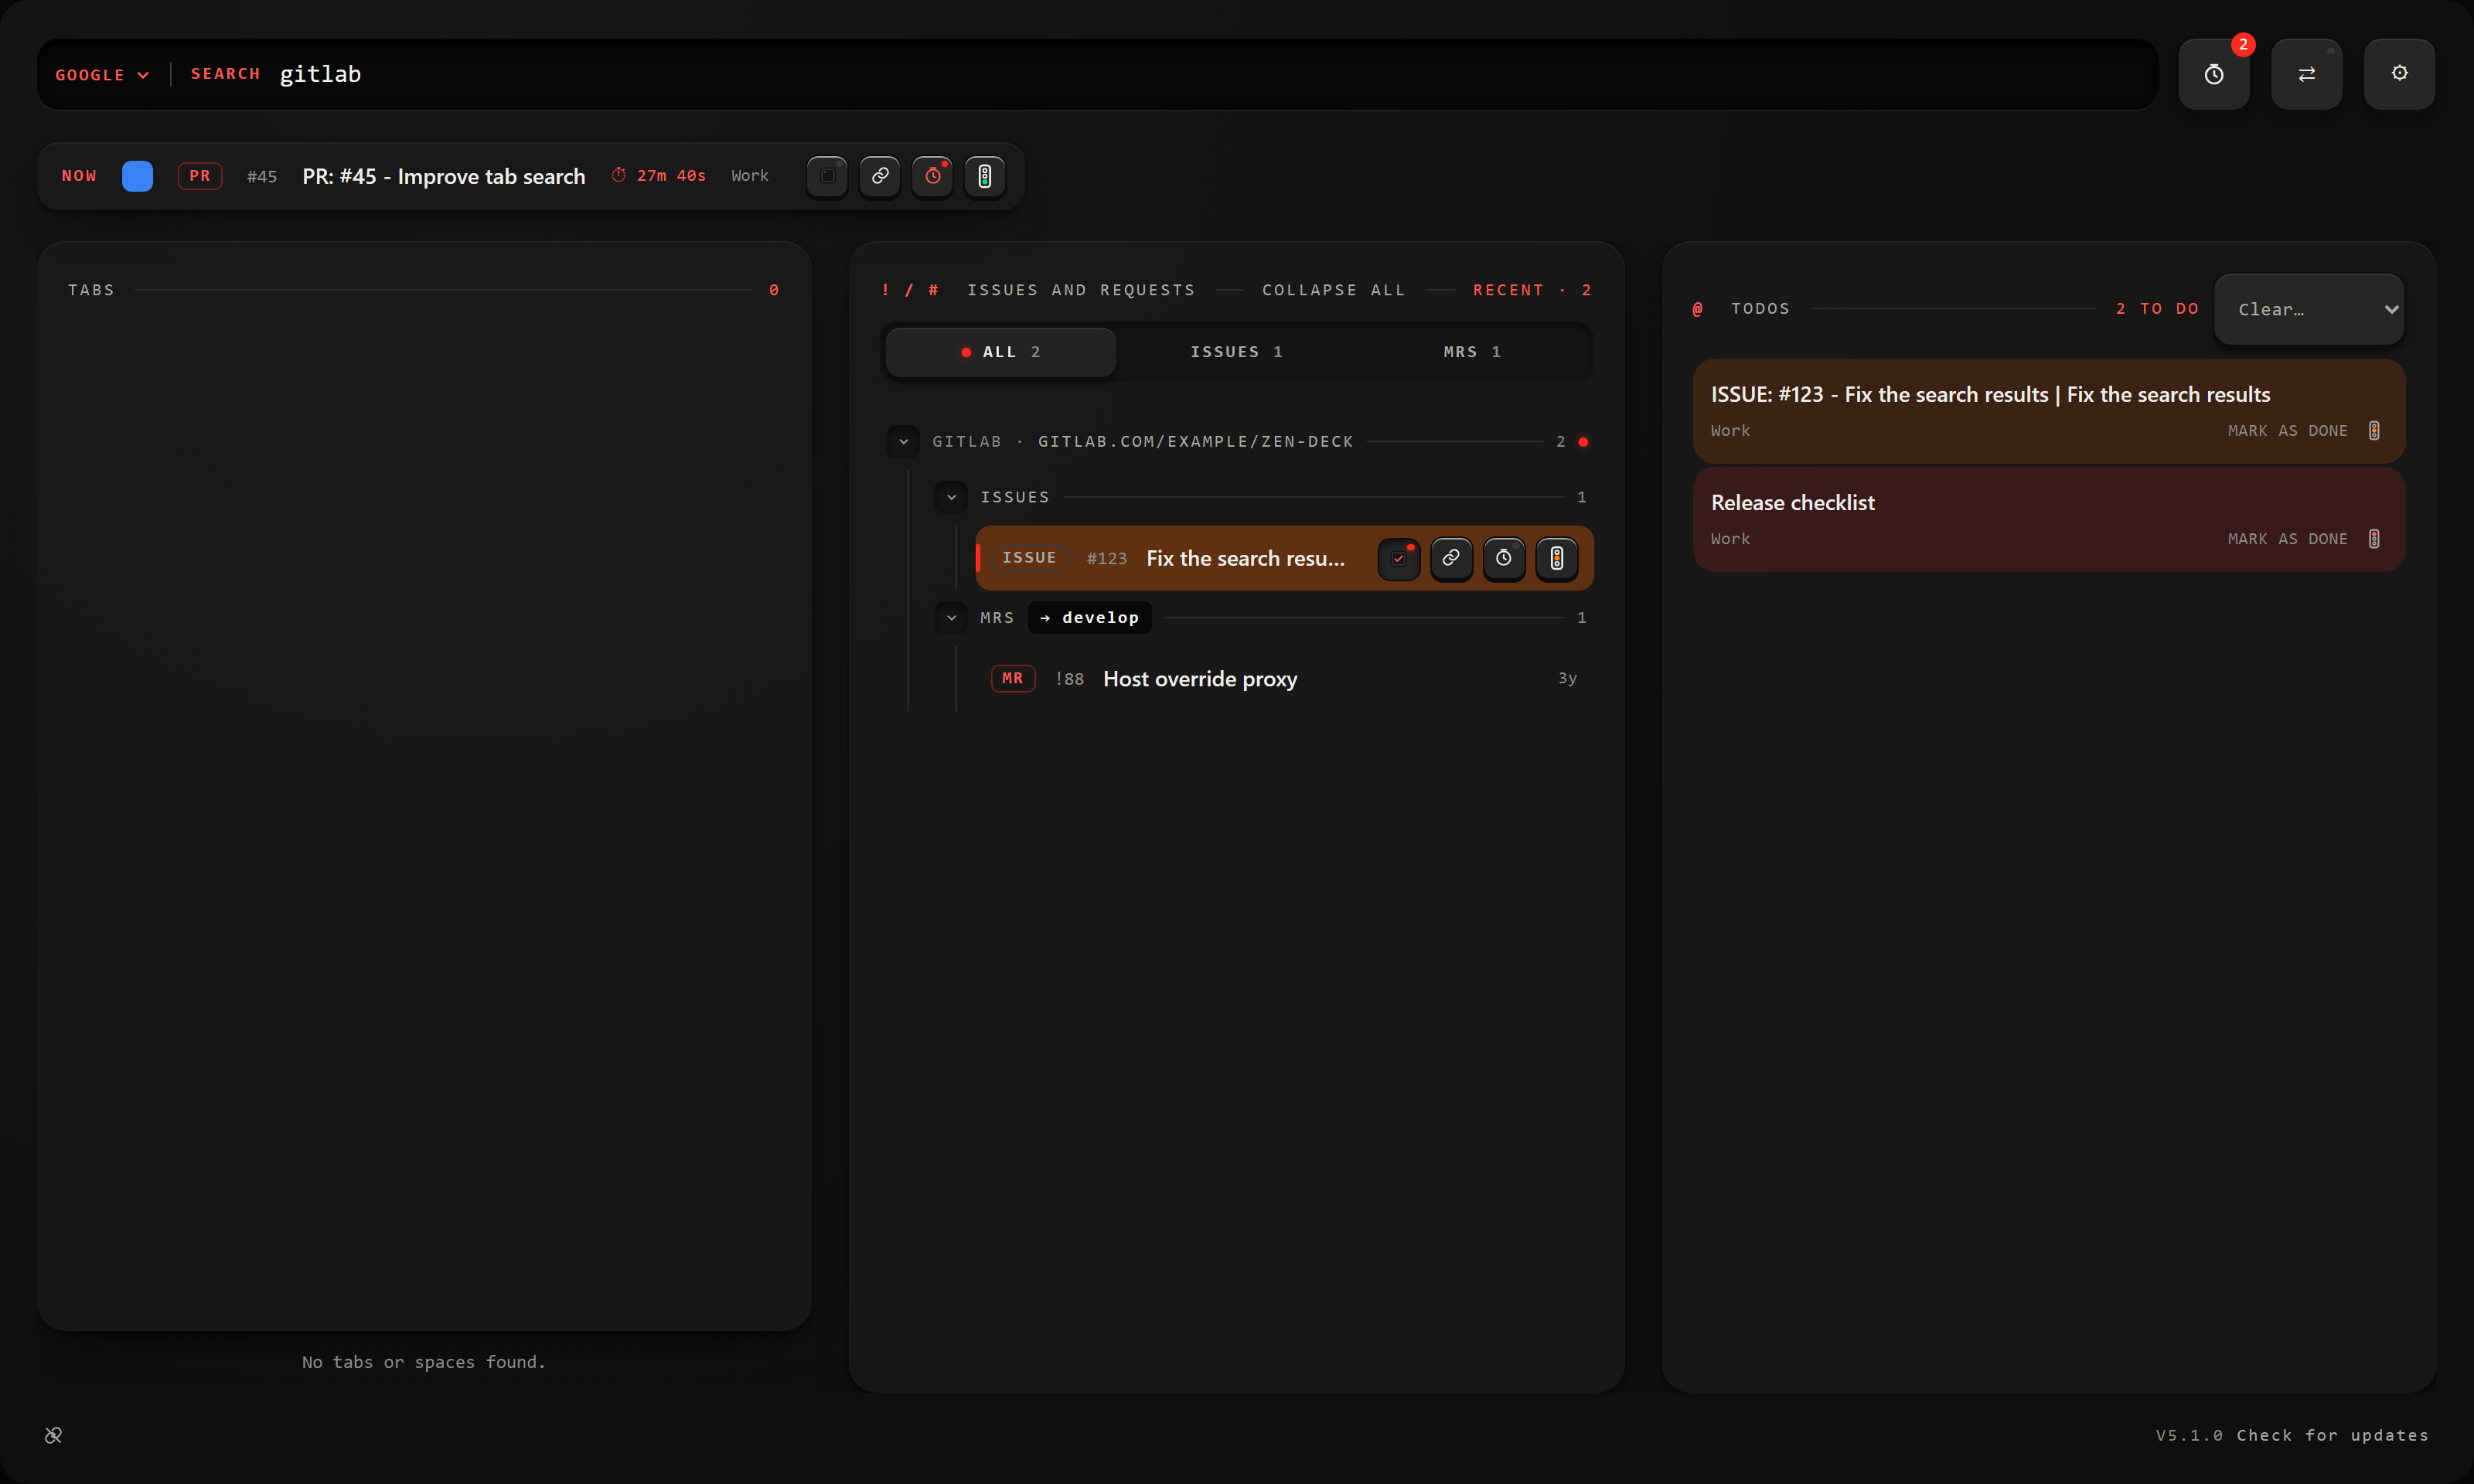 GOOGLE SEARCH gitlab 2
NOW PR #45 PR: #45 - Improve tab search 27m 40s Work
TABS 0
No tabs or spaces found.
! / # ISSUES AND REQUESTS COLLAPSE ALL RECENT · 2
ALL 2 ISSUES 1 MRS 1
GITLAB · GITLAB.COM/EXAMPLE/ZEN-DECK 2
ISSUES 1
ISSUE #123 Fix the search resu...
MRS → develop 1
MR !88 Host override proxy 3y
@ TODOS 2 TO DO Clear…
ISSUE: #123 - Fix the search results | Fix the search results
Work MARK AS DONE
Release checklist
Work MARK AS DONE
V5.1.0 Check for updates